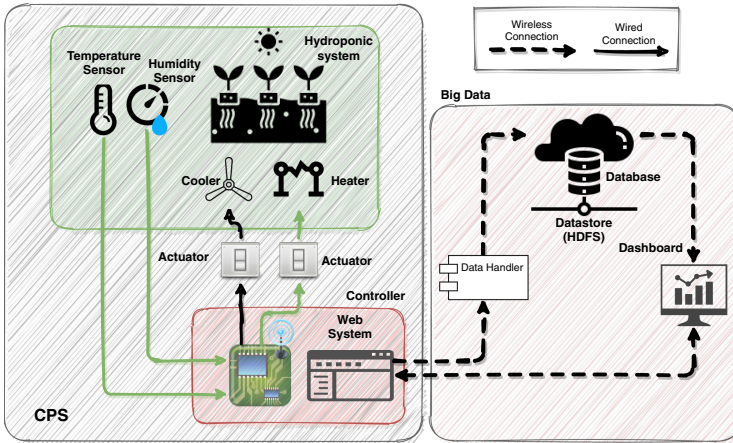 Wireless
Connection
Wired
Connection
Temperature
Sensor
Humidity
Sensor
Hydroponic
system
Big Data
Cooler
Heater
Database
Datastore
(HDFS)
Dashboard
Actuator
Actuator
Data Handler
Controller
Web
System
CPS